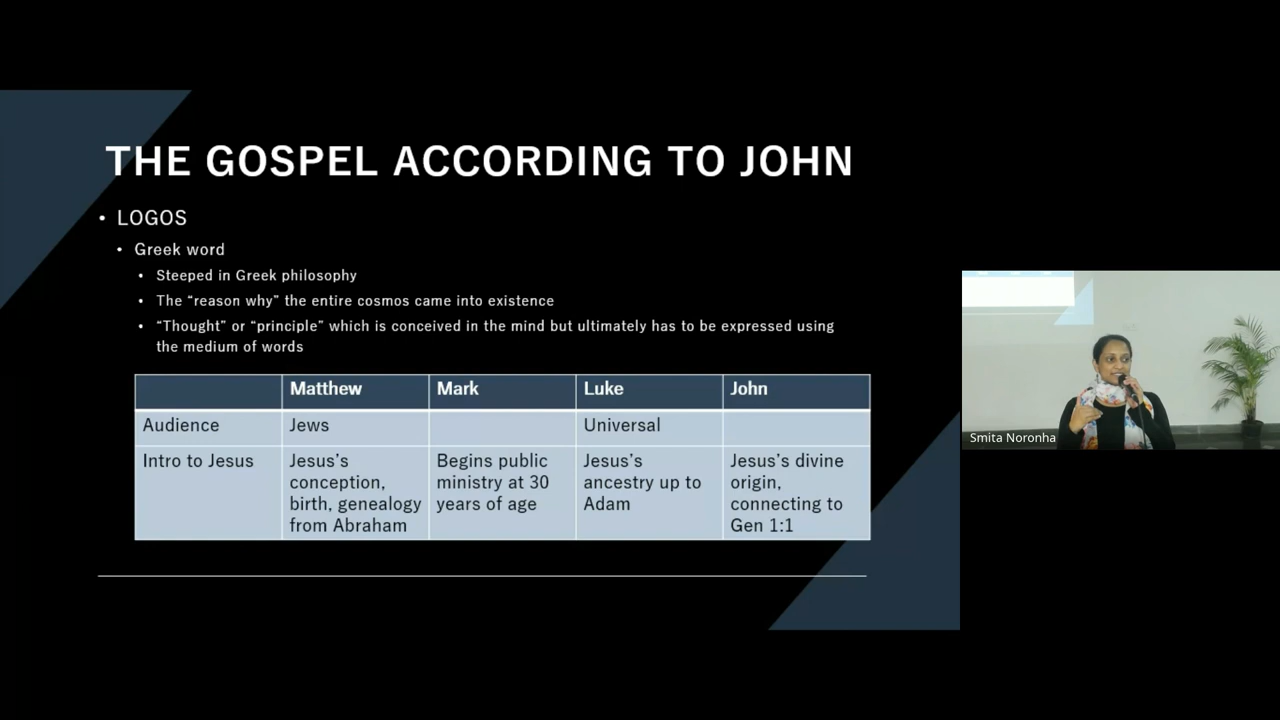 THE GOSPEL ACCORDING TO JOHN
• LOGOS
• Greek word
• Steeped in Greek philosophy
• The “reason why” the entire cosmos came into existence
• “Thought” or “principle” which is conceived in the mind but ultimately has to be expressed using
the medium of words
Matthew Mark Luke John
Audience Jews Universal
Intro to Jesus Jesus’s conception, birth, genealogy from Abraham Begins public ministry at 30 years of age Jesus’s ancestry up to Adam Jesus’s divine origin, connecting to Gen 1:1
Smita Noronha